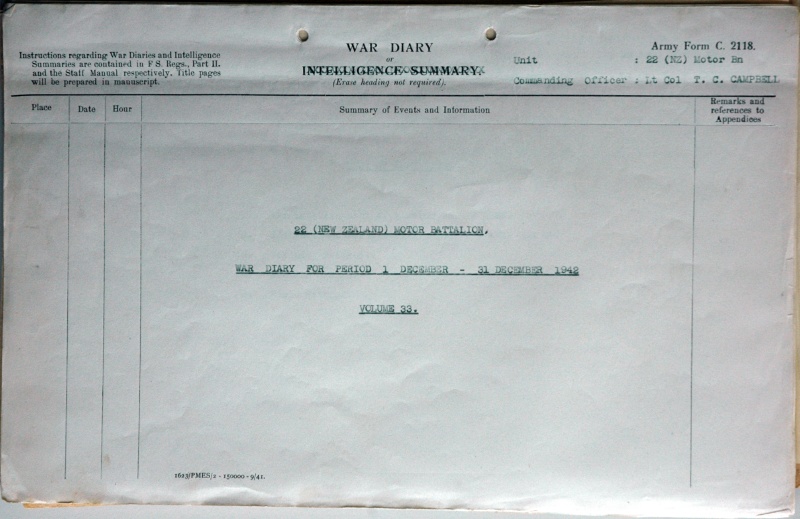 Instructions regarding War Diaries and Intelligence
Summaries are contained in F S. Regs., Part II.
and the Staff Manual respectively. Title pages
will be prepared in manuscript.
WAR DIARY
or
INTELLIGENCE SUMMARY.
(Erase heading not required).
Army Form C. 2118.
Unit : 22 (NZ) Motor Bn
Commanding Officer : Lt Col T. C. CAMPBELL
Place Date Hour Summary of Events and Information Remarks and
references to
Appendices
22 (NEW ZEALAND) MOTOR BATTALION.
WAR DIARY FOR PERIOD 1 DECEMBER - 31 DECEMBER 1942
VOLUME 33.
1623/PMES/2 - 150000 - 9/41.